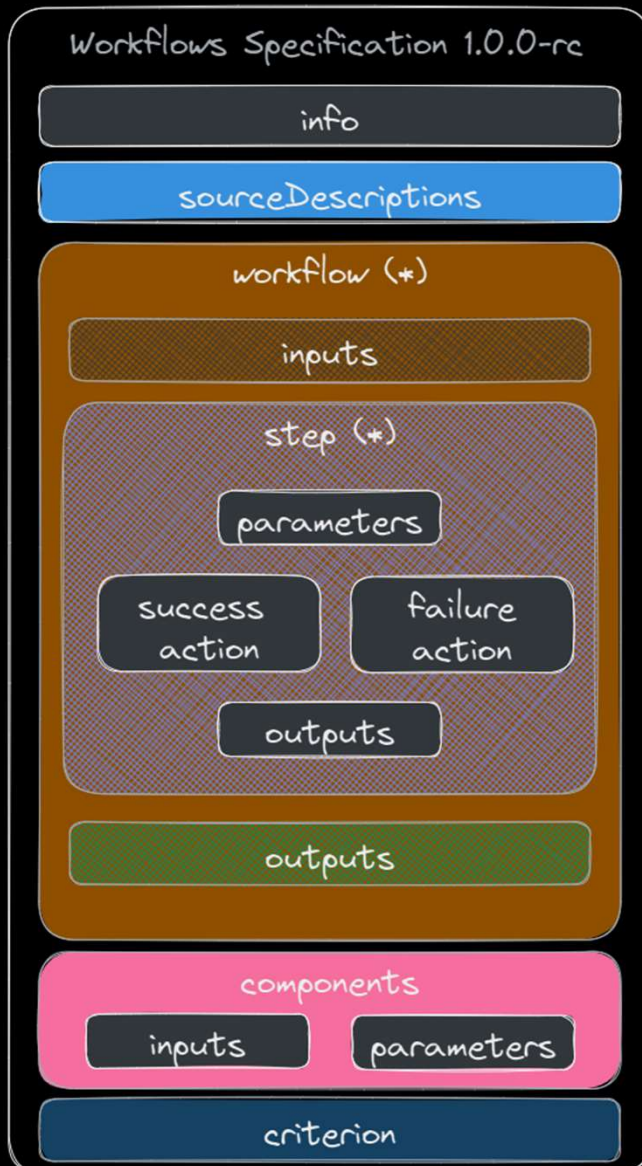 Workflows Specification 1.0.0-rc
info
sourceDescriptions
workflow (*)
inputs
step (*)
parameters
success
action
failure
action
outputs
outputs
components
inputs
parameters
criterion